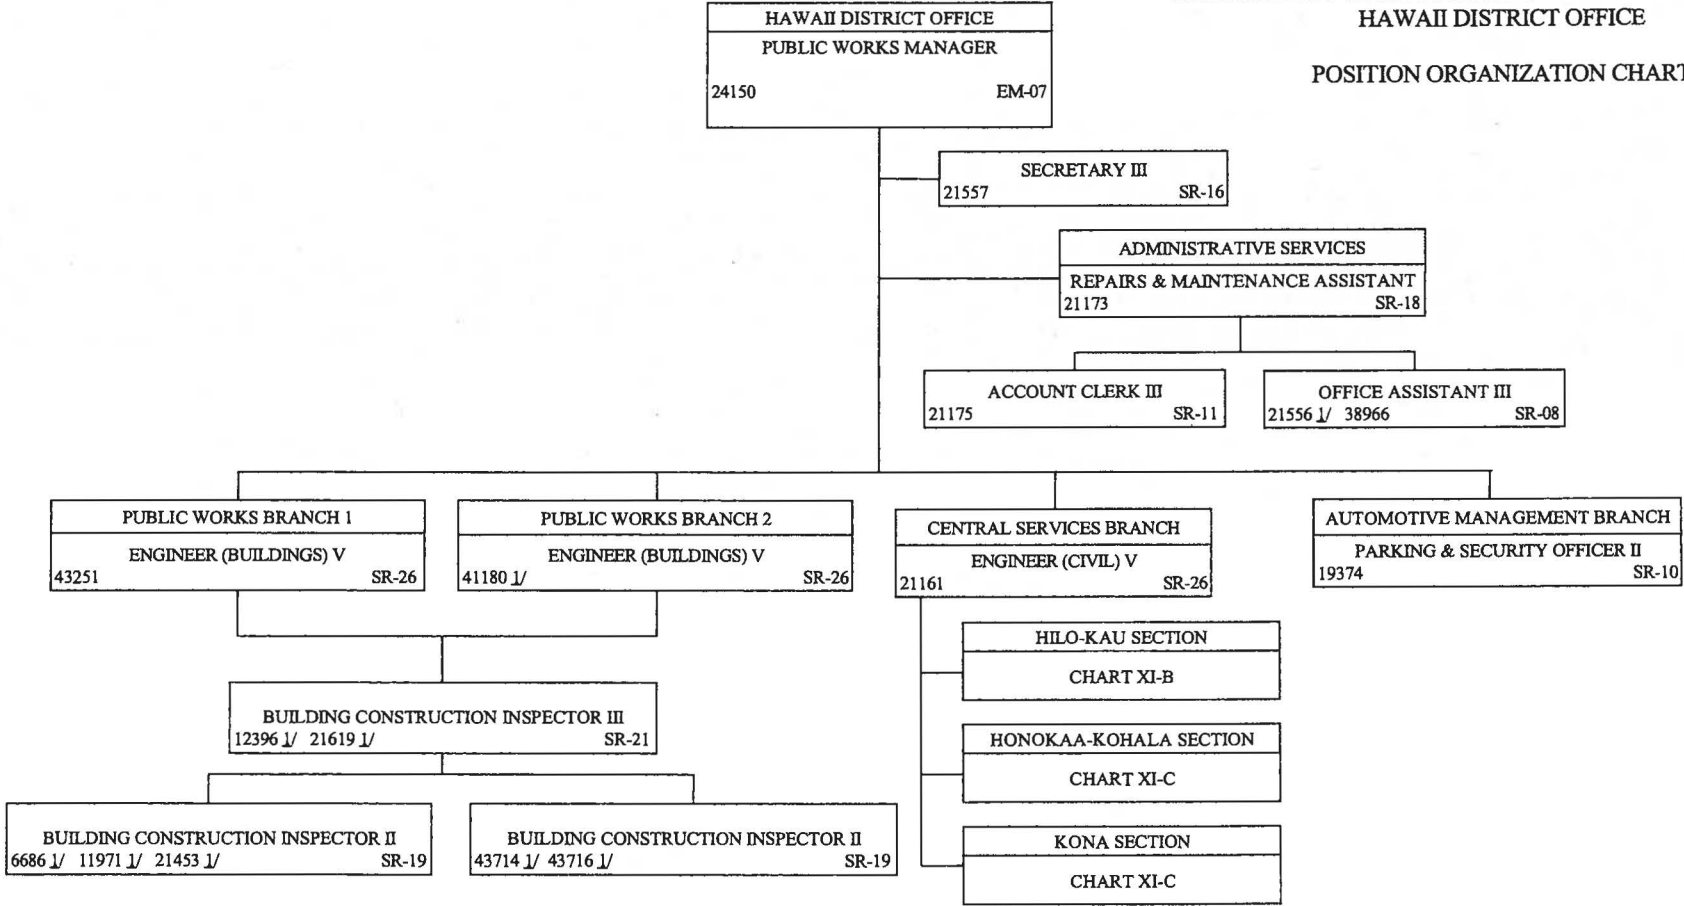 HAWAII DISTRICT OFFICE
POSITION ORGANIZATION CHART
HAWAII DISTRICT OFFICE
PUBLIC WORKS MANAGER
24150 EM-07
SECRETARY III
21557 SR-16
ADMINISTRATIVE SERVICES
REPAIRS & MAINTENANCE ASSISTANT
21173 SR-18
ACCOUNT CLERK III
21175 SR-11
OFFICE ASSISTANT III
21556 1/ 38966 SR-08
PUBLIC WORKS BRANCH 1
ENGINEER (BUILDINGS) V
43251 SR-26
PUBLIC WORKS BRANCH 2
ENGINEER (BUILDINGS) V
41180 1/ SR-26
CENTRAL SERVICES BRANCH
ENGINEER (CIVIL) V
21161 SR-26
AUTOMOTIVE MANAGEMENT BRANCH
PARKING & SECURITY OFFICER II
19374 SR-10
HILO-KAU SECTION
CHART XI-B
HONOKAA-KOHALA SECTION
CHART XI-C
KONA SECTION
CHART XI-C
BUILDING CONSTRUCTION INSPECTOR III
12396 1/ 21619 1/ SR-21
BUILDING CONSTRUCTION INSPECTOR II
6686 1/ 11971 1/ 21453 1/ SR-19
BUILDING CONSTRUCTION INSPECTOR II
43714 1/ 43716 1/ SR-19